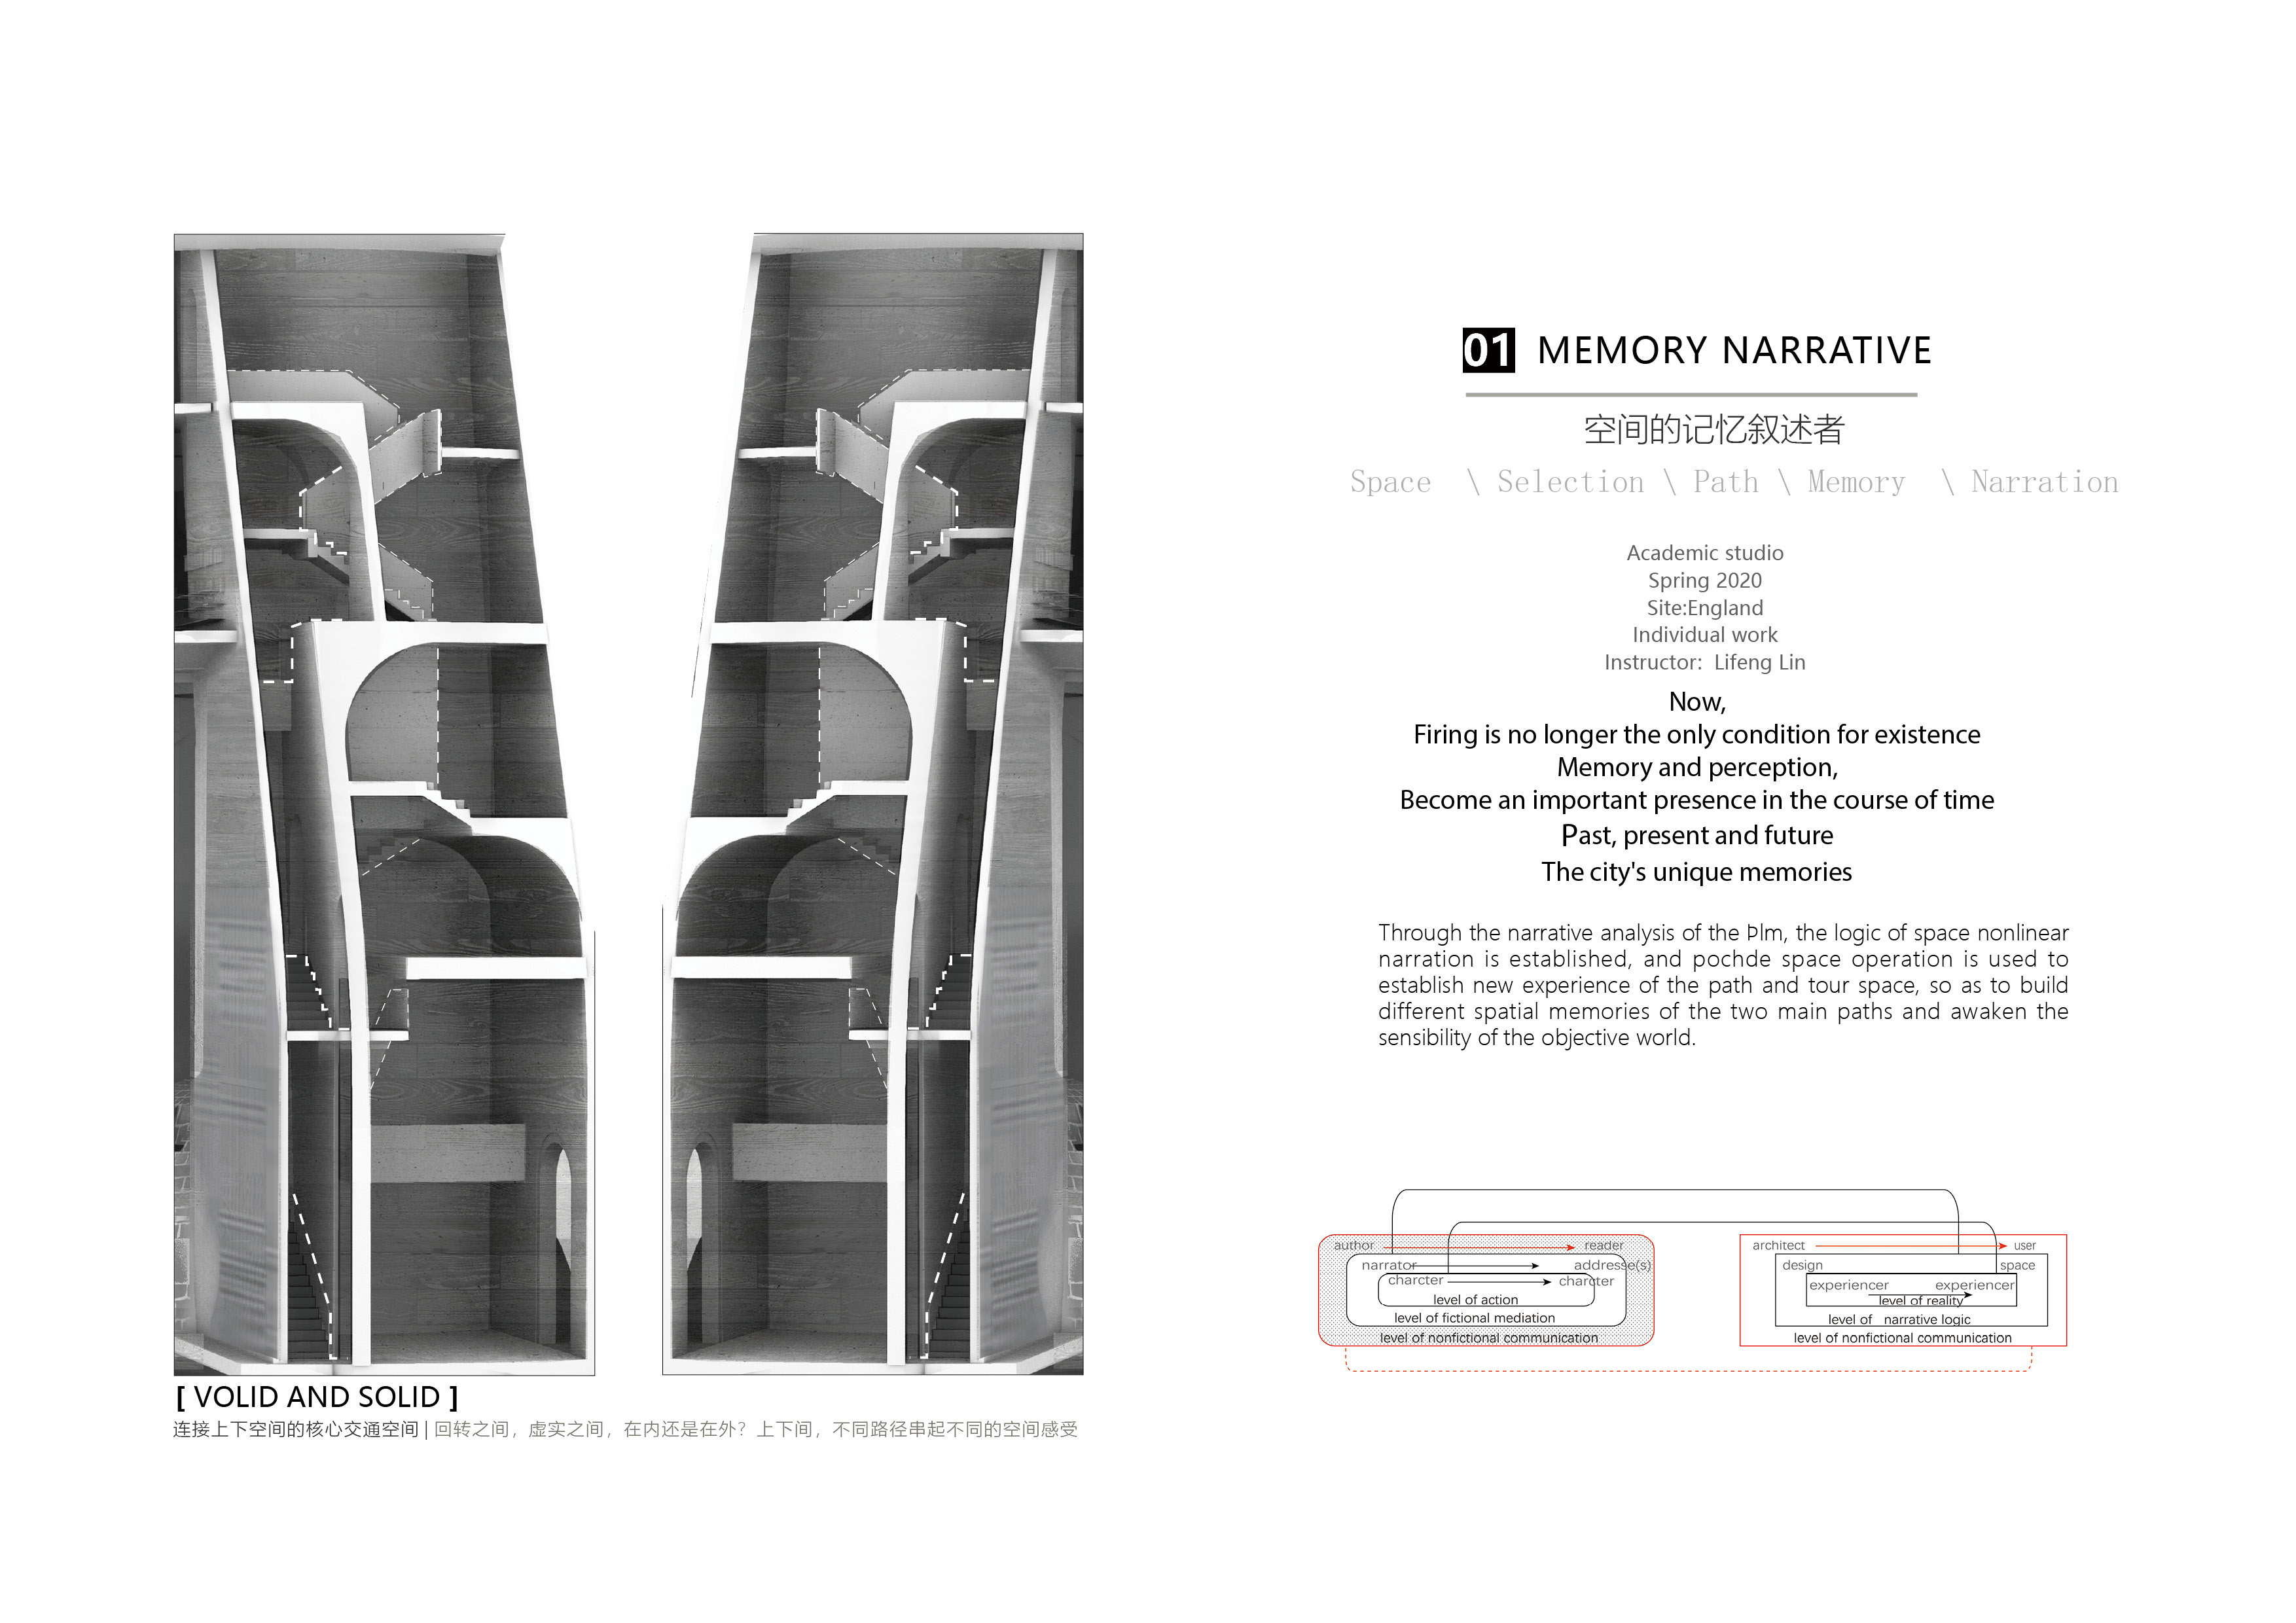 01 MEMORY NARRATIVE
空间的记忆叙述者
Space \ Selection \ Path \ Memory \ Narration
Academic studio
Spring 2020
Site:England
Individual work
Instructor: Lifeng Lin
Now,
Firing is no longer the only condition for existence
Memory and perception,
Become an important presence in the course of time
Past, present and future
The city's unique memories
Through the narrative analysis of the Þlm, the logic of space nonlinear
narration is established, and pochde space operation is used to
establish new experience of the path and tour space, so as to build
different spatial memories of the two main paths and awaken the
sensibility of the objective world.
author reader
narrator addresse(s)
charcter charcter
level of action
level of fictional mediation
level of nonfictional communication
architect user
design space
experiencer experiencer
level of reality
level of narrative logic
level of nonfictional communication
[ VOLID AND SOLID ]
连接上下空间的核心交通空间 | 回转之间，虚实之间，在内还是在外？上下间，不同路径串起不同的空间感受